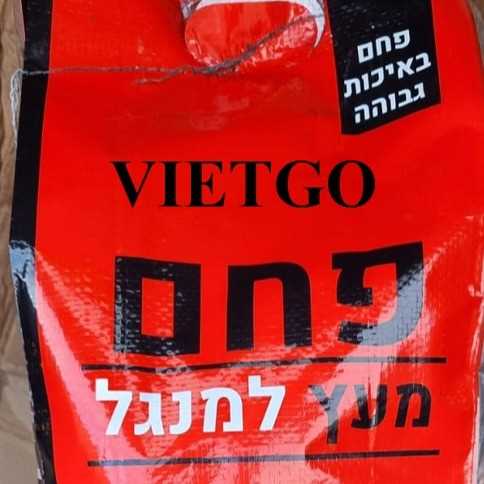 פחם
באיכות
גבוהה
VIETGO
פחם
מעץ למנגל